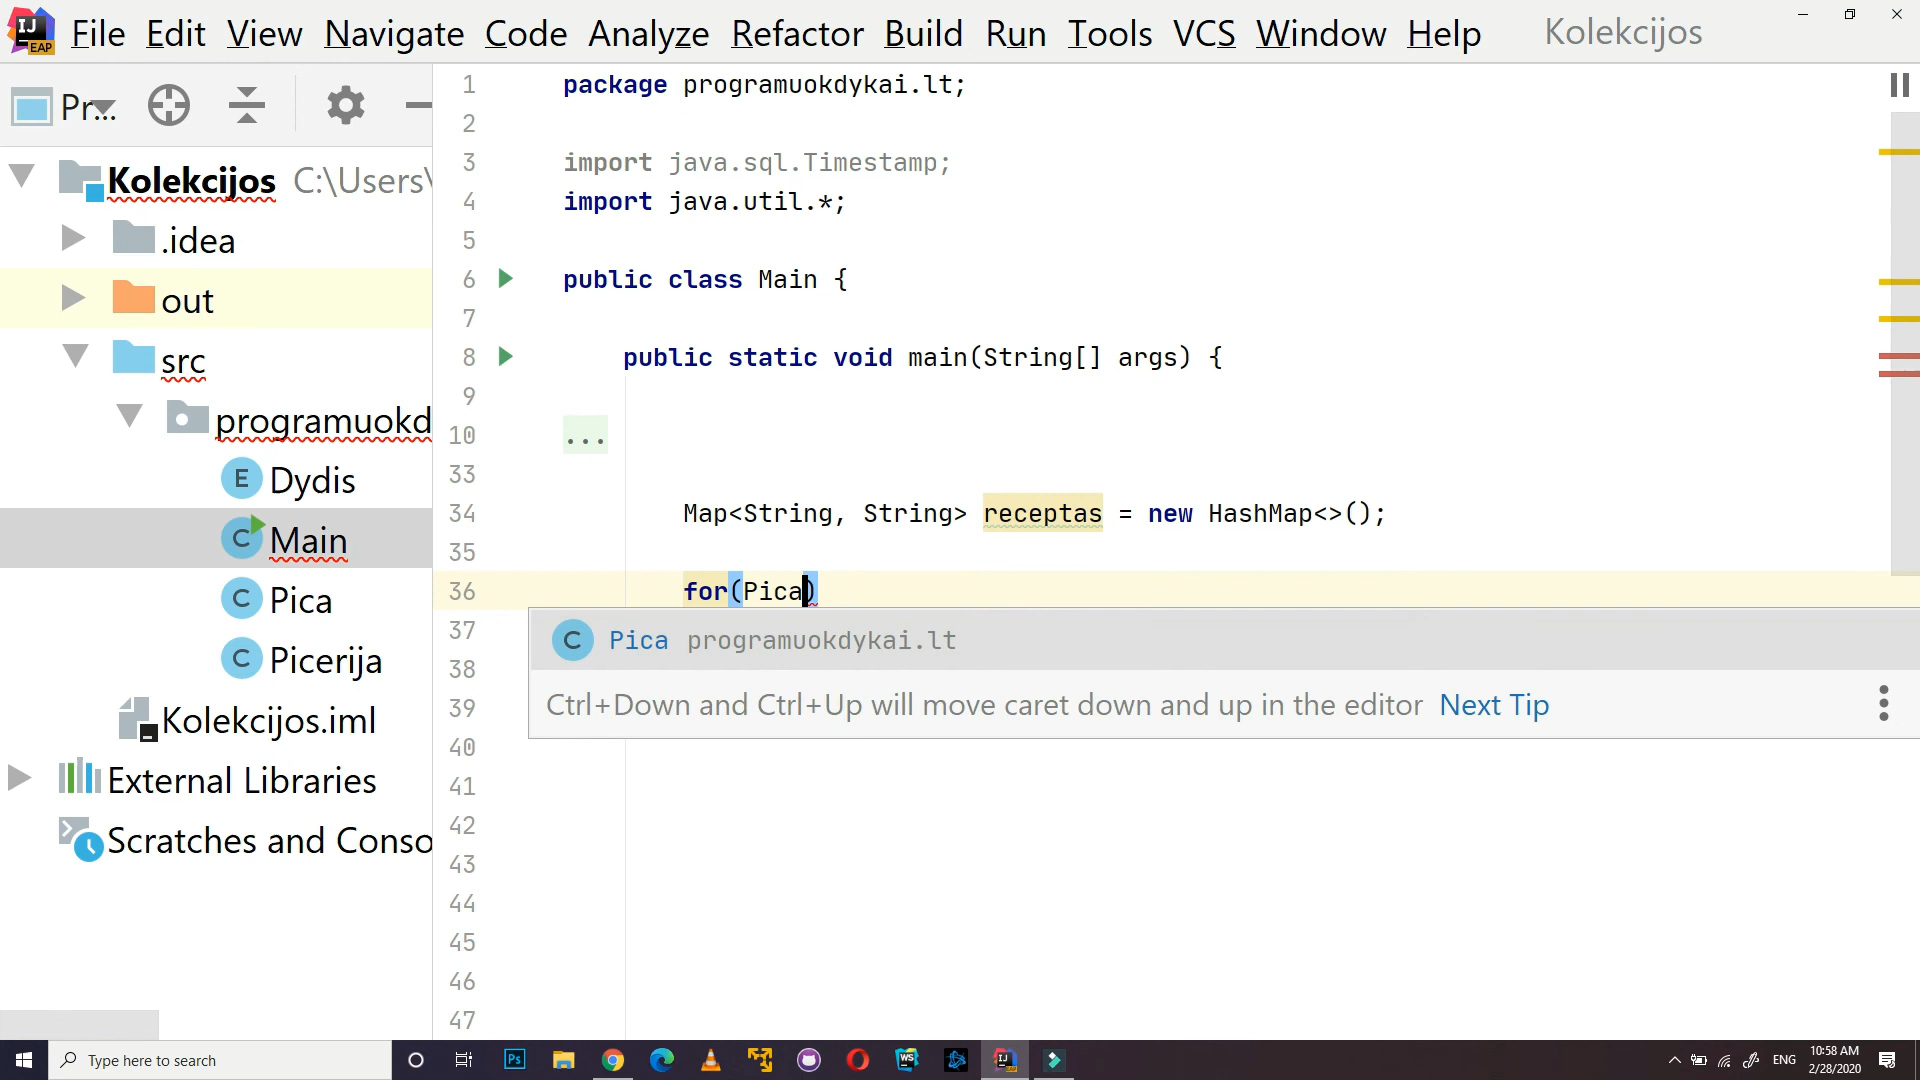 IJ EAP File Edit View Navigate Code Analyze Refactor Build Run Tools VCS Window Help Kolekcijos
Pr...
Kolekcijos C:\Users\
.idea
out
src
programuokd
E Dydis
C Main
C Pica
C Picerija
Kolekcijos.iml
External Libraries
Scratches and Conso
1 package programuokdykai.lt;
2
3 import java.sql.Timestamp;
4 import java.util.*;
5
6 public class Main {
7
8 public static void main(String[] args) {
9
10 ...
33
34 Map<String, String> receptas = new HashMap<>();
35
36 for(Pica)
37
38
39
40
41
42
43
44
45
46
47
C Pica programuokdykai.lt
Ctrl+Down and Ctrl+Up will move caret down and up in the editor Next Tip
Type here to search
Ps
WS
IJ
ENG
10:58 AM
2/28/2020